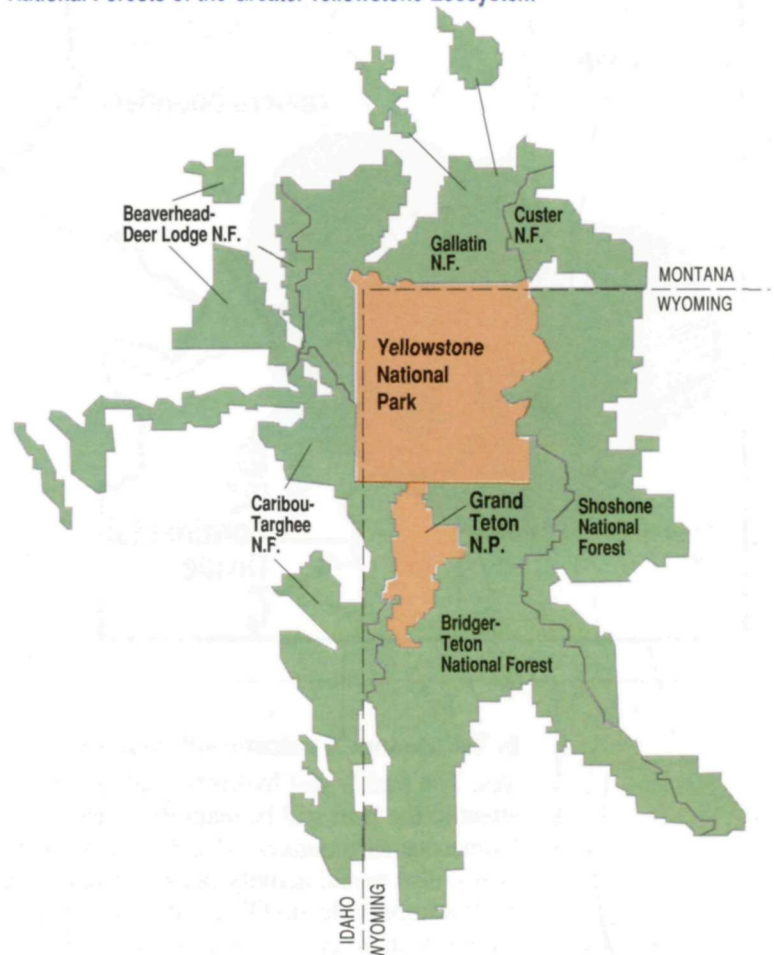 National Forests of the Greater Yellowstone Ecosystem
Beaverhead-
Deer Lodge N.F.
Gallatin
N.F.
Custer
N.F.
MONTANA
WYOMING
Yellowstone
National
Park
Caribou-
Targhee
N.F.
Grand
Teton
N.P.
Shoshone
National
Forest
Bridger-
Teton
National Forest
IDAHO
WYOMING